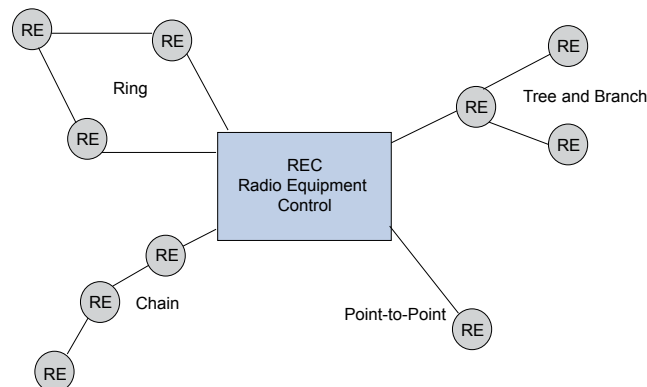 RE
RE
RE
Ring
Tree and Branch
RE
RE
RE
REC
Radio Equipment
Control
RE
RE
Chain
Point-to-Point
RE
RE